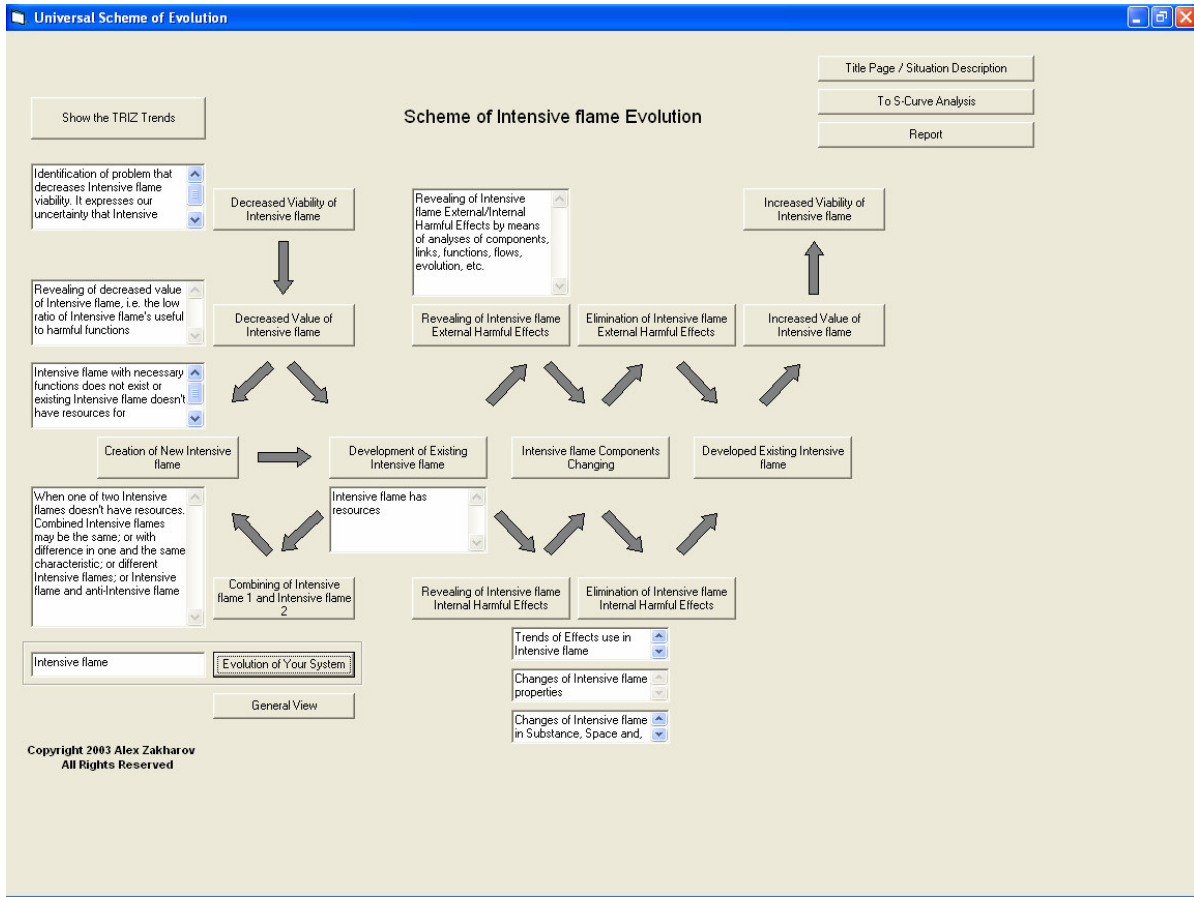 Universal Scheme of Evolution
Title Page / Situation Description
To S-Curve Analysis
Report
Show the TRIZ Trends
Scheme of Intensive flame Evolution
Identification of problem that
decreases Intensive flame
viability. It expresses our
uncertainty that Intensive
Decreased Viability of
Intensive flame
Revealing of Intensive
flame External/Internal
Harmful Effects by means
of analyses of components,
links, functions, flows,
evolution, etc.
Increased Viability of
Intensive flame
Revealing of decreased value
of Intensive flame, i.e. the low
ratio of Intensive flame's useful
to harmful functions
Decreased Value of
Intensive flame
Revealing of Intensive flame
External Harmful Effects
Elimination of Intensive flame
External Harmful Effects
Increased Value of
Intensive flame
Intensive flame with necessary
functions does not exist or
existing Intensive flame doesn't
have resources for
Creation of New Intensive
flame
Development of Existing
Intensive flame
Intensive flame Components
Changing
Developed Existing Intensive
flame
When one of two Intensive
flames doesn't have resources.
Combined Intensive flames
may be the same; or with
difference in one and the same
characteristic; or different
Intensive flames; or Intensive
flame and anti-Intensive flame
Intensive flame has
resources
Combining of Intensive
flame 1 and Intensive flame
2
Revealing of Intensive flame
Internal Harmful Effects
Elimination of Intensive flame
Internal Harmful Effects
Trends of Effects use in
Intensive flame
Changes of Intensive flame
properties
Changes of Intensive flame
in Substance, Space and,
Intensive flame
Evolution of Your System
General View
Copyright 2003 Alex Zakharov
All Rights Reserved